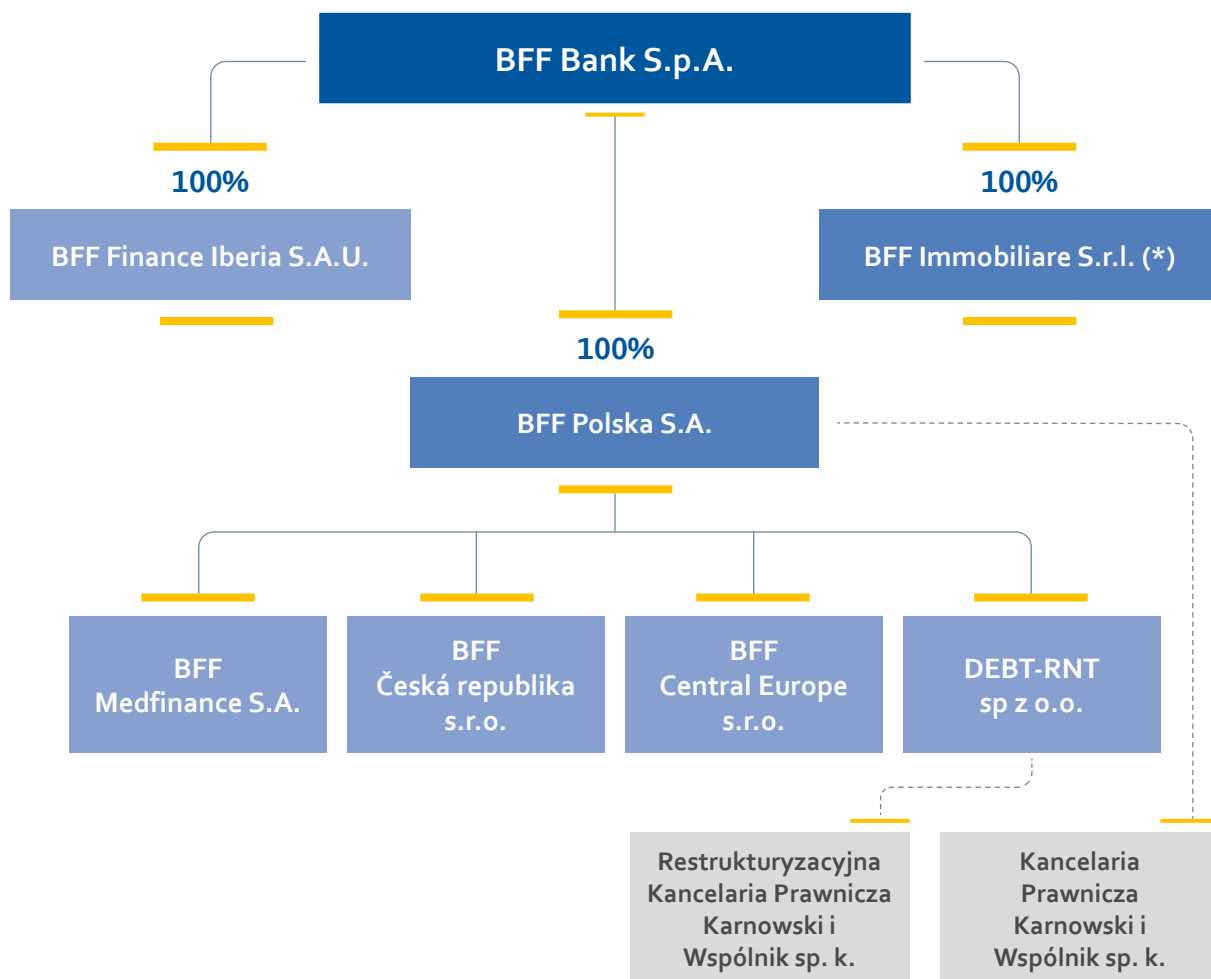 BFF Bank S.p.A.
100%
100%
BFF Finance Iberia S.A.U.
BFF Immobiliare S.r.l. (*)
100%
BFF Polska S.A.
BFF
Medfinance S.A.
BFF
Česká republika
s.r.o.
BFF
Central Europe
s.r.o.
DEBT-RNT
sp z o.o.
Restrukturyzacyjna
Kancelaria Prawnicza
Karnowski i
Wspólnik sp. k.
Kancelaria
Prawnicza
Karnowski i
Wspólnik sp. k.